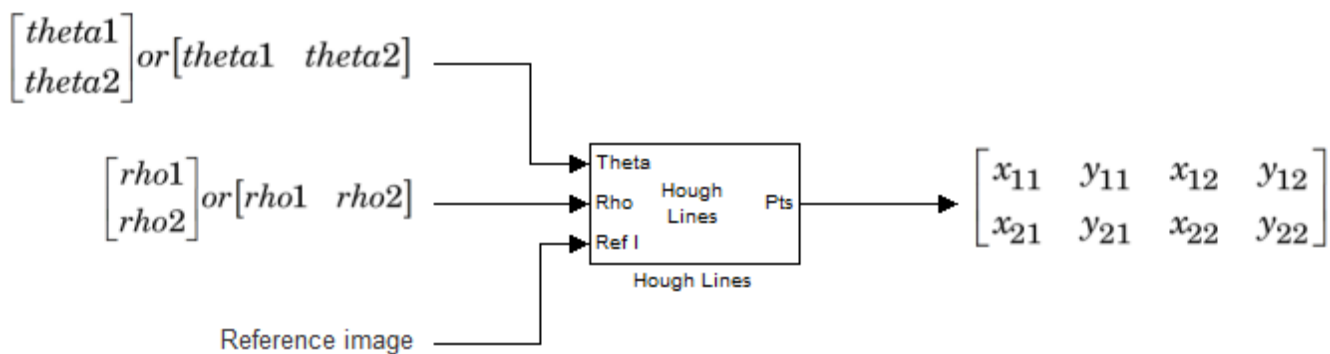 [theta1
theta2] or [theta1 theta2]
[rho1
rho2] or [rho1 rho2]
Reference image
Theta
Rho
Ref I
Hough
Lines
Pts
Hough Lines
[x11 y11 x12 y12
x21 y21 x22 y22]